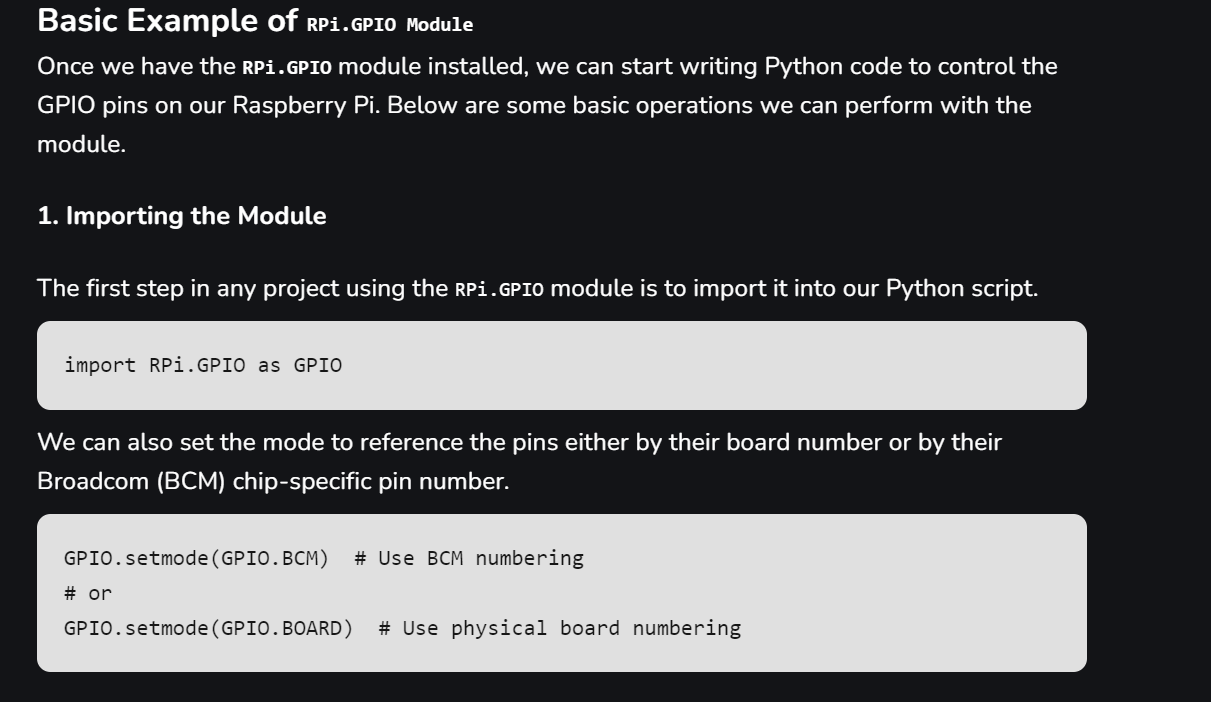 Basic Example of RPi.GPIO Module
Once we have the RPi.GPIO module installed, we can start writing Python code to control the
GPIO pins on our Raspberry Pi. Below are some basic operations we can perform with the
module.
1. Importing the Module
The first step in any project using the RPi.GPIO module is to import it into our Python script.
import RPi.GPIO as GPIO
We can also set the mode to reference the pins either by their board number or by their
Broadcom (BCM) chip-specific pin number.
GPIO.setmode(GPIO.BCM)  # Use BCM numbering
# or
GPIO.setmode(GPIO.BOARD)  # Use physical board numbering